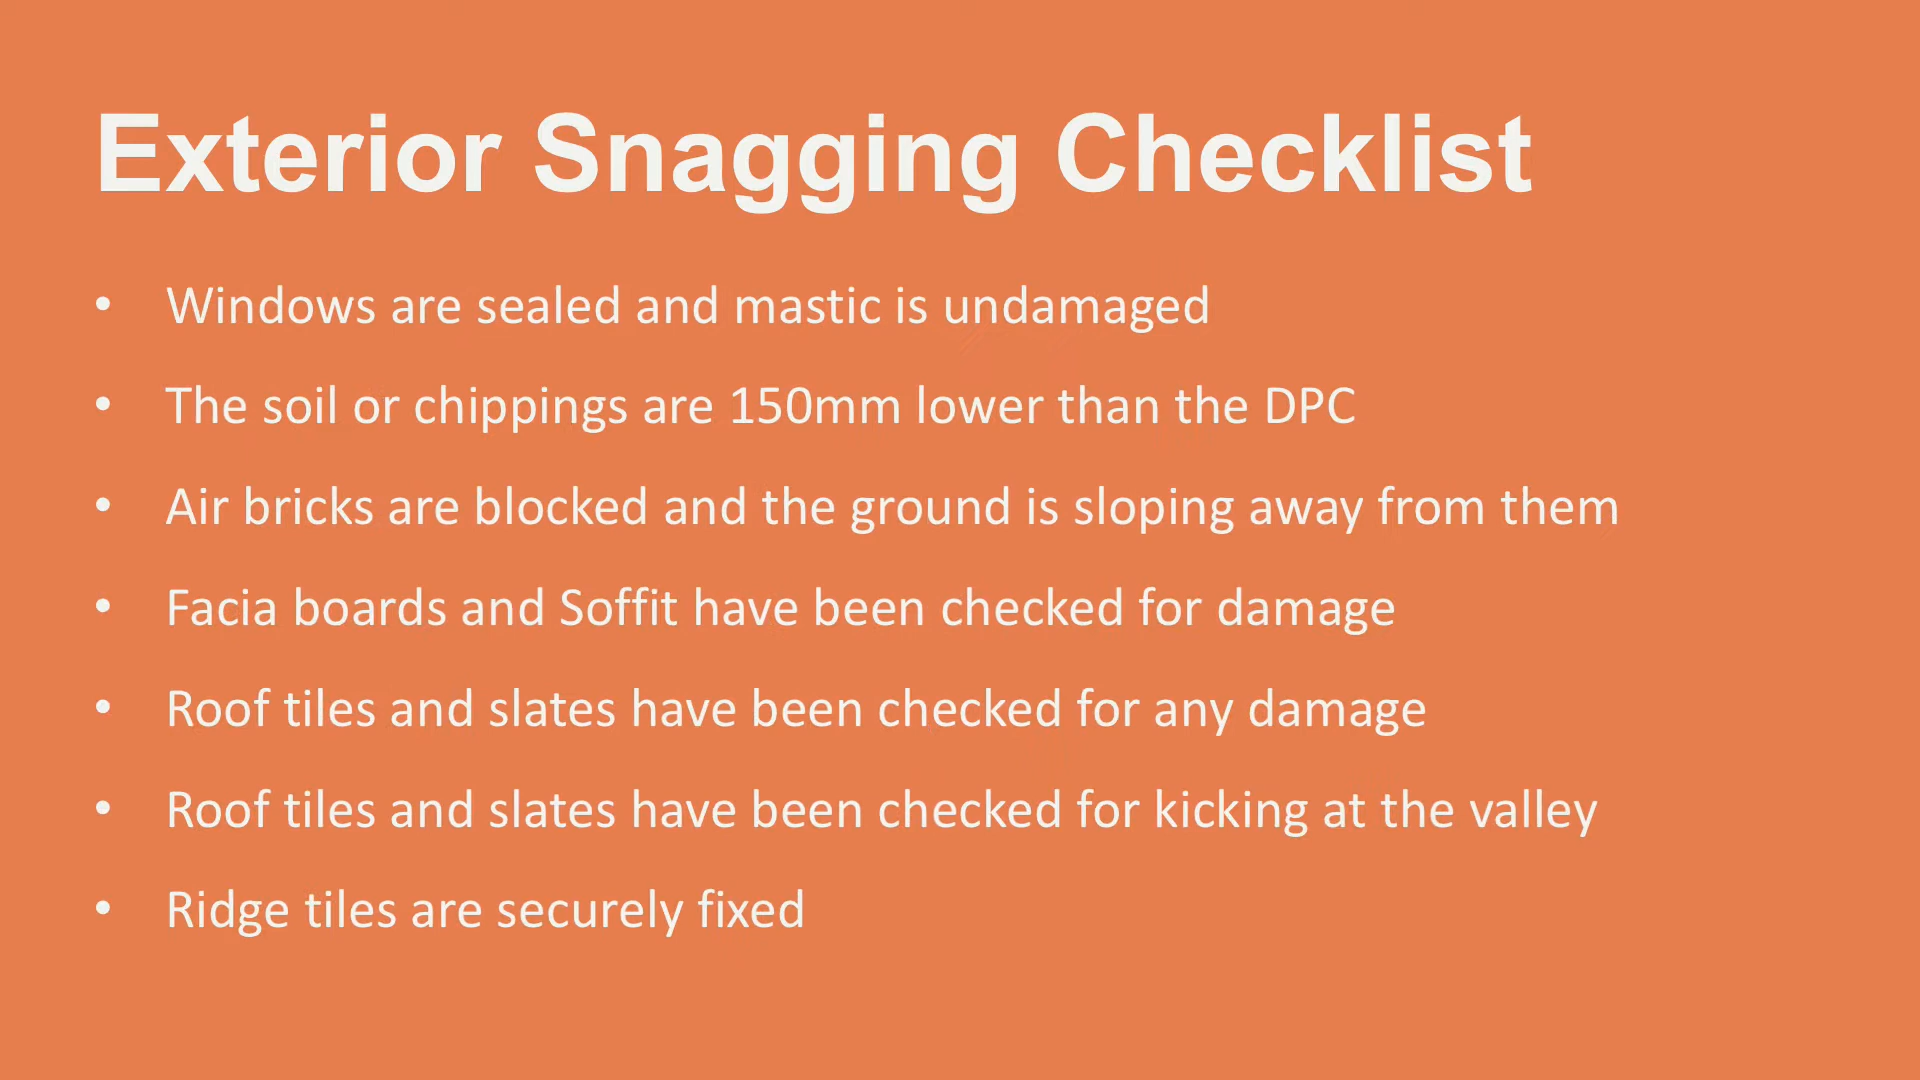 Exterior Snagging Checklist
• Windows are sealed and mastic is undamaged
• The soil or chippings are 150mm lower than the DPC
• Air bricks are blocked and the ground is sloping away from them
• Facia boards and Soffit have been checked for damage
• Roof tiles and slates have been checked for any damage
• Roof tiles and slates have been checked for kicking at the valley
• Ridge tiles are securely fixed